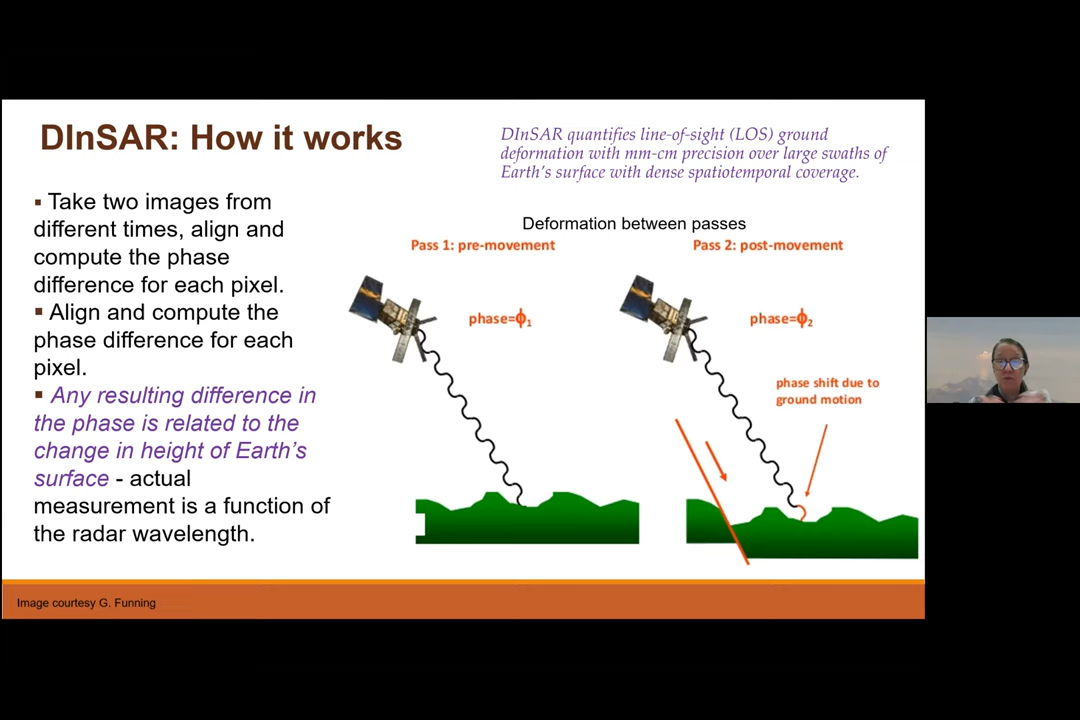 DInSAR: How it works
DInSAR quantifies line-of-sight (LOS) ground
deformation with mm-cm precision over large swaths of
Earth's surface with dense spatiotemporal coverage.
▪ Take two images from
different times, align and
compute the phase
difference for each pixel.
▪ Align and compute the
phase difference for each
pixel.
▪ Any resulting difference in
the phase is related to the
change in height of Earth's
surface - actual
measurement is a function of
the radar wavelength.
Deformation between passes
Pass 1: pre-movement
Pass 2: post-movement
phase=ϕ1
phase=ϕ2
phase shift due to
ground motion
Image courtesy G. Funning